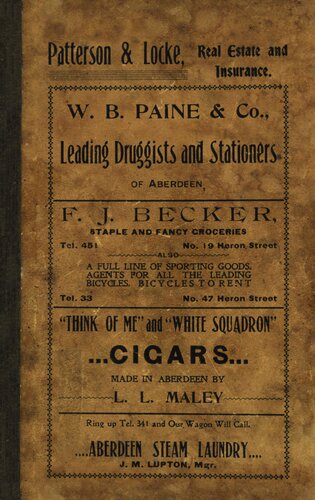 Patterson & Locke, Real Estate and
Insurance.
W. B. PAINE & Co.,
Leading Druggists and Stationers
OF ABERDEEN
F. J. BECKER,
STAPLE AND FANCY GROCERIES
Tel. 451 No. 19 Heron Street
ALSO
A FULL LINE OF SPORTING GOODS.
AGENTS FOR ALL THE LEADING
BICYCLES. BICYCLES TO RENT
Tel. 33 No. 47 Heron Street
"THINK OF ME" and "WHITE SQUADRON"
...CIGARS...
MADE IN ABERDEEN BY
L. L. MALEY
Ring up Tel. 341 and Our Wagon Will Call.
....ABERDEEN STEAM LAUNDRY....
J. M. LUPTON, Mgr.